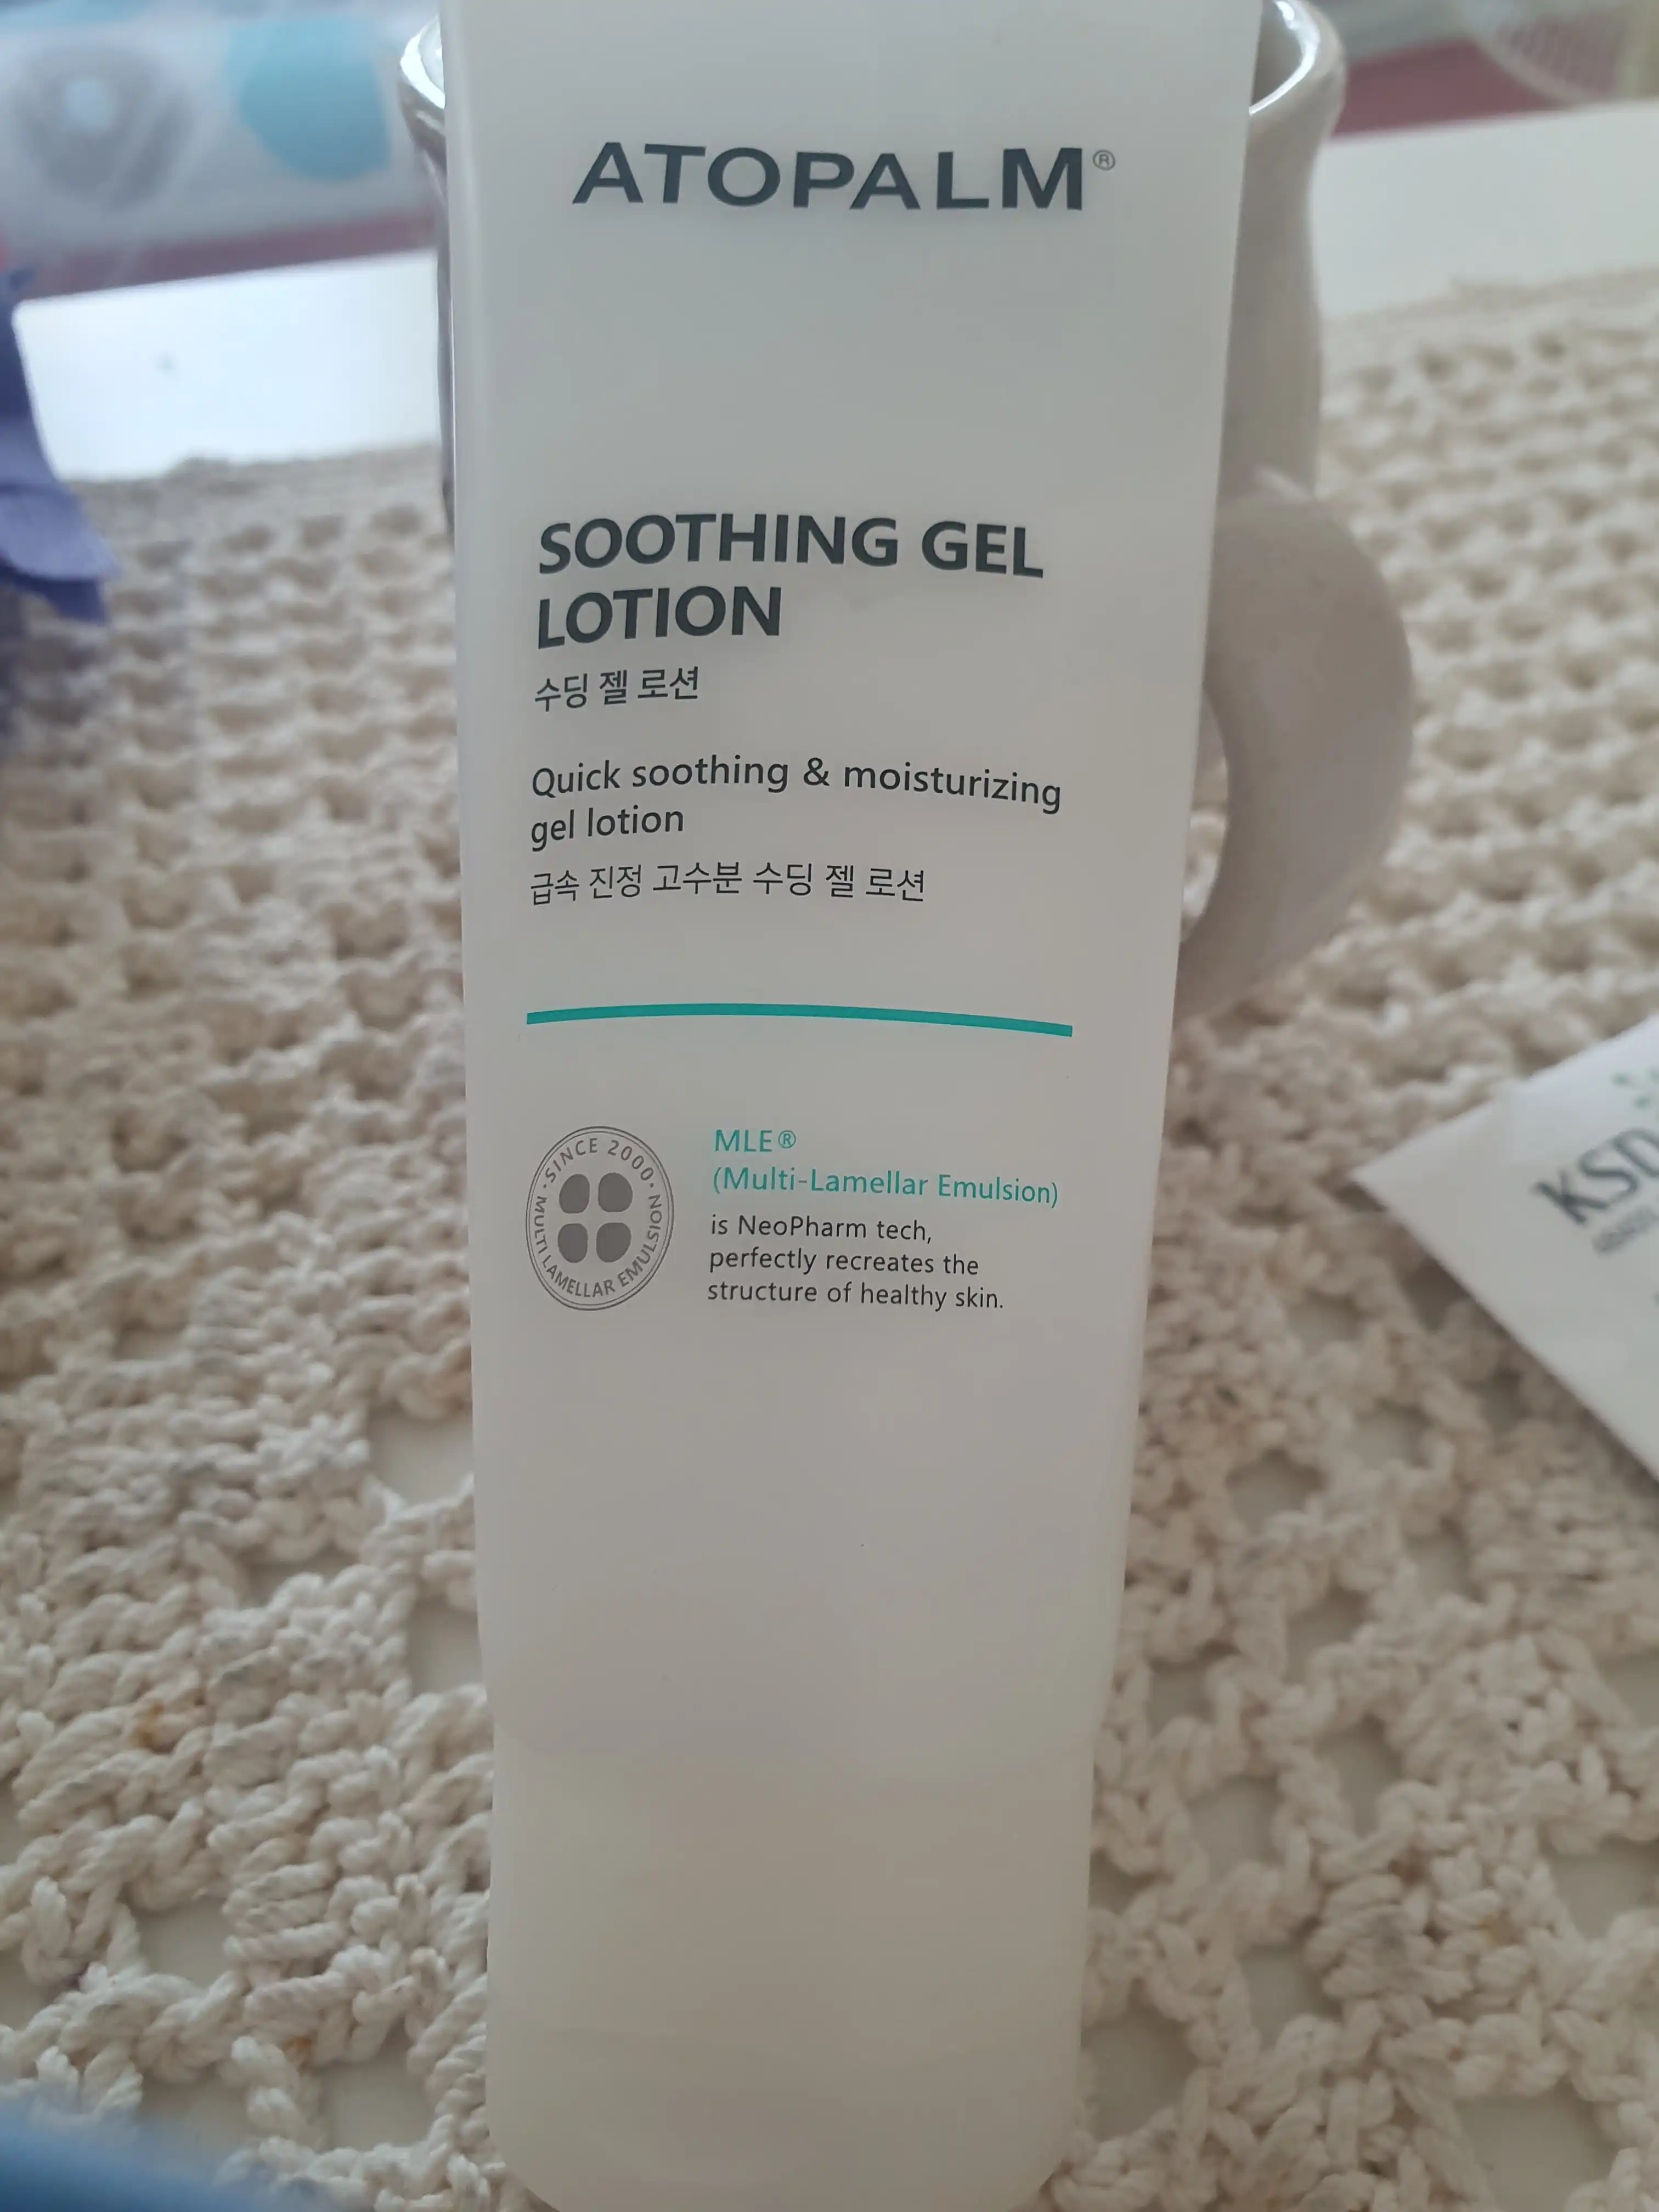 ATOPALM®
SOOTHING GEL
LOTION
수딩 젤 로션
Quick soothing & moisturizing
gel lotion
급속 진정 고수분 수딩 젤 로션
·SINCE 2000·
MULTI LAMELLAR EMULSION
MLE®
(Multi-Lamellar Emulsion)
is NeoPharm tech,
perfectly recreates the
structure of healthy skin.
KSD